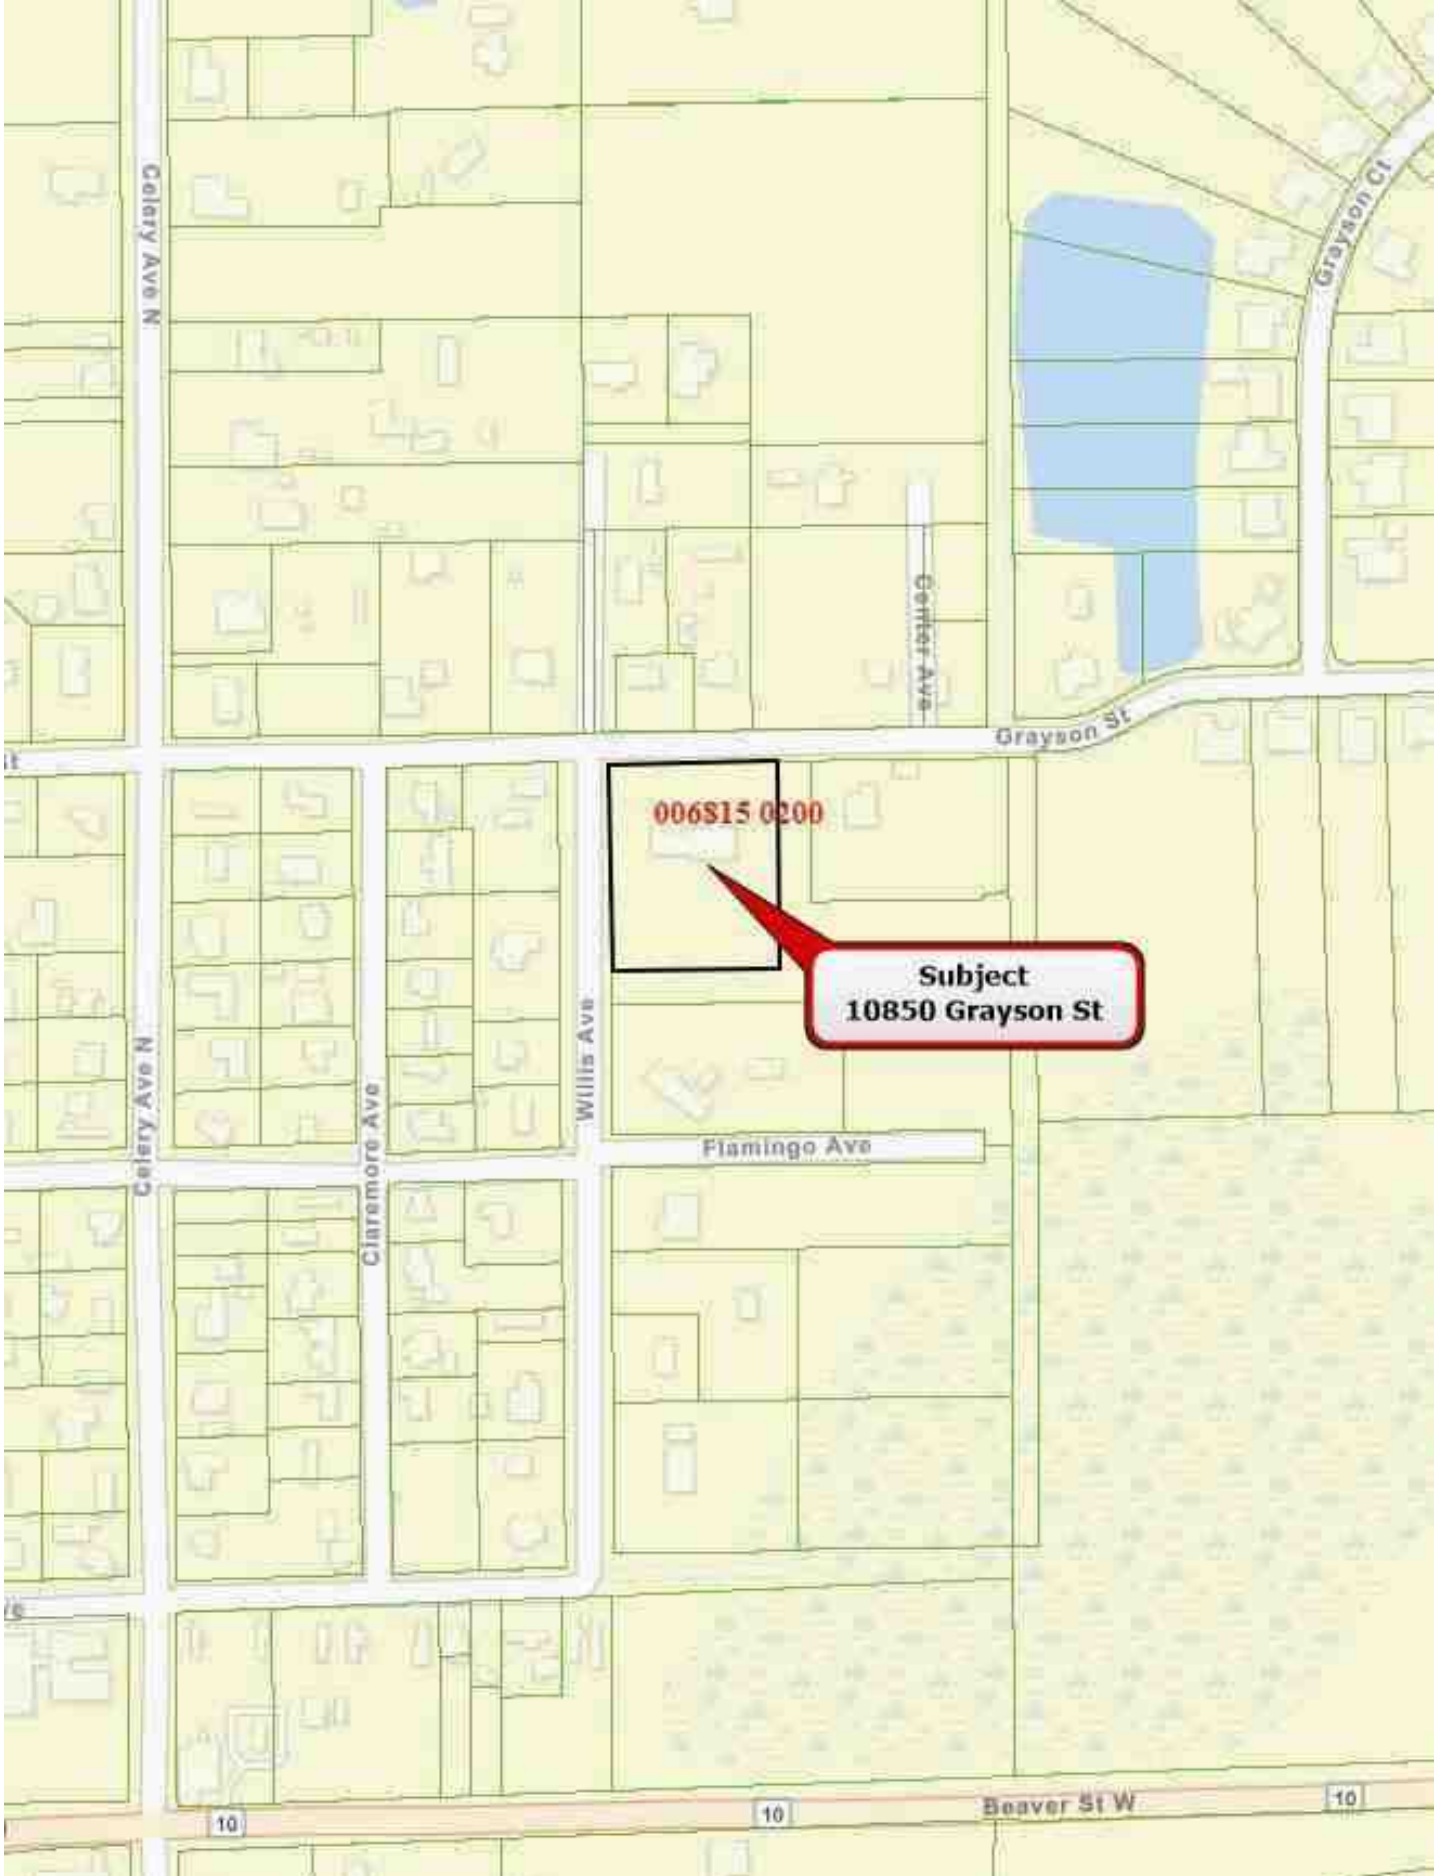 Celery Ave N
Grayson Ct
Center Ave
Grayson St
St
006815 0200
Subject
10850 Grayson St
Willis Ave
Celery Ave N
Claremore Ave
Flamingo Ave
10
10
Beaver St W
10